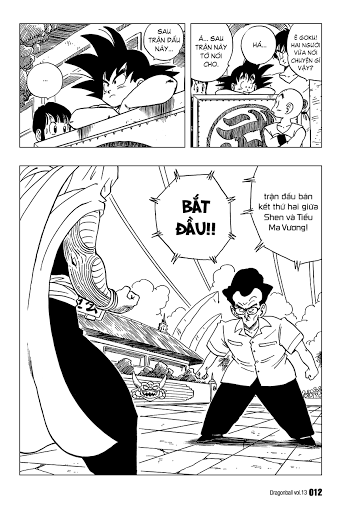 Ê GOKU!
HAI NGƯỜI
VỪA NÓI
CHUYỆN GÌ
VẬY?
HẢ...
Á... SAU
TRẬN NÀY
TỚ NÓI
CHO.
SAU
TRẬN ĐẤU
NÀY...
trận đấu bán
kết thứ hai giữa
Shen và Tiểu
Ma Vương!
BẮT
ĐẦU!!
Dragonball vol.13 012